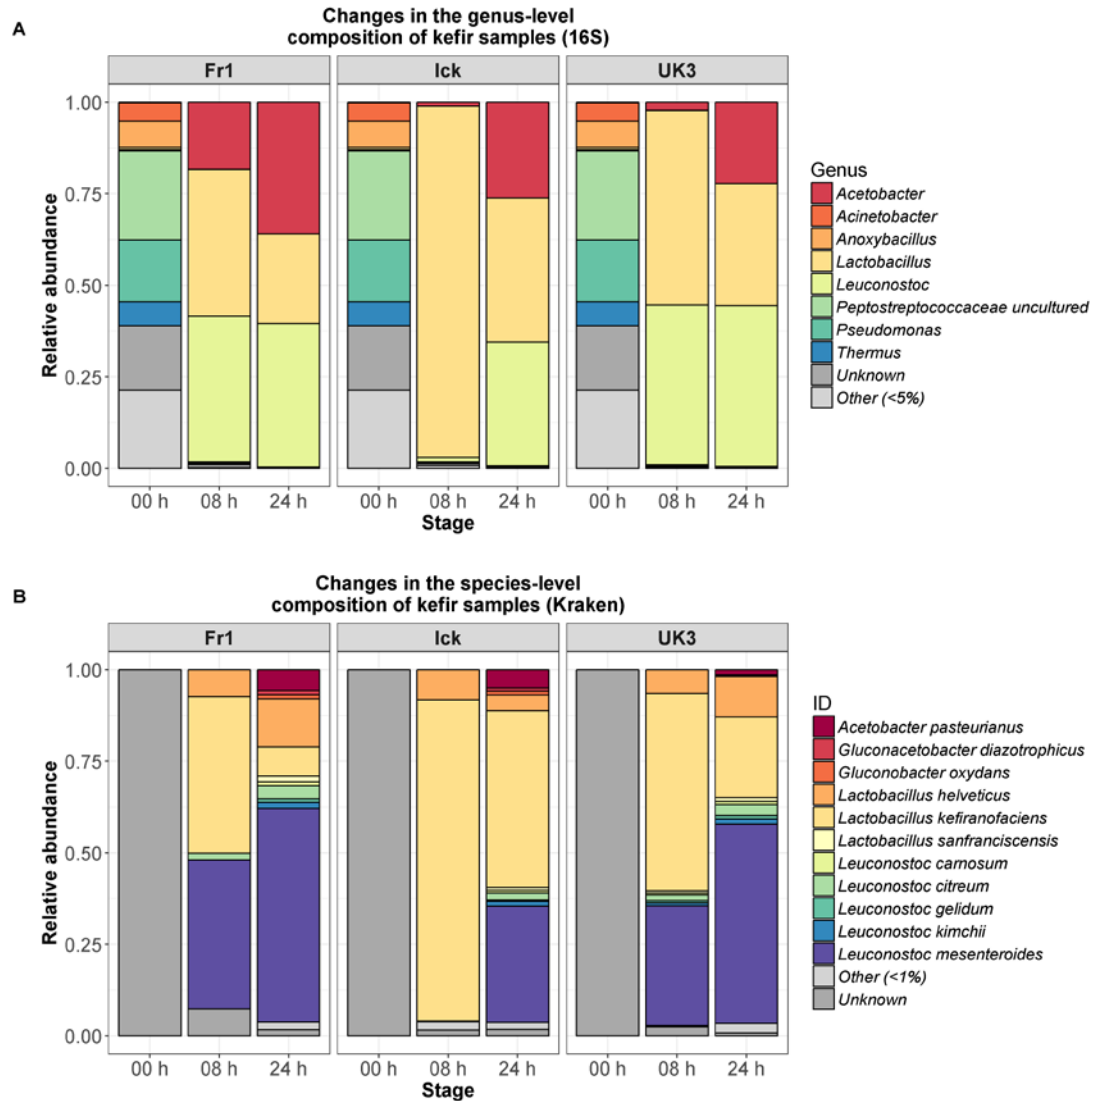 A
Changes in the genus-level
composition of kefir samples (16S)
Fr1
Ick
UK3
1.00
0.75
0.50
0.25
0.00
Relative abundance
00 h 08 h 24 h
00 h 08 h 24 h
00 h 08 h 24 h
Stage
Genus
Acetobacter
Acinetobacter
Anoxybacillus
Lactobacillus
Leuconostoc
Peptostreptococcaceae uncultured
Pseudomonas
Thermus
Unknown
Other (<5%)
B
Changes in the species-level
composition of kefir samples (Kraken)
Fr1
Ick
UK3
1.00
0.75
0.50
0.25
0.00
Relative abundance
00 h 08 h 24 h
00 h 08 h 24 h
00 h 08 h 24 h
Stage
ID
Acetobacter pasteurianus
Gluconacetobacter diazotrophicus
Gluconobacter oxydans
Lactobacillus helveticus
Lactobacillus kefiranofaciens
Lactobacillus sanfranciscensis
Leuconostoc carnosum
Leuconostoc citreum
Leuconostoc gelidum
Leuconostoc kimchii
Leuconostoc mesenteroides
Other (<1%)
Unknown